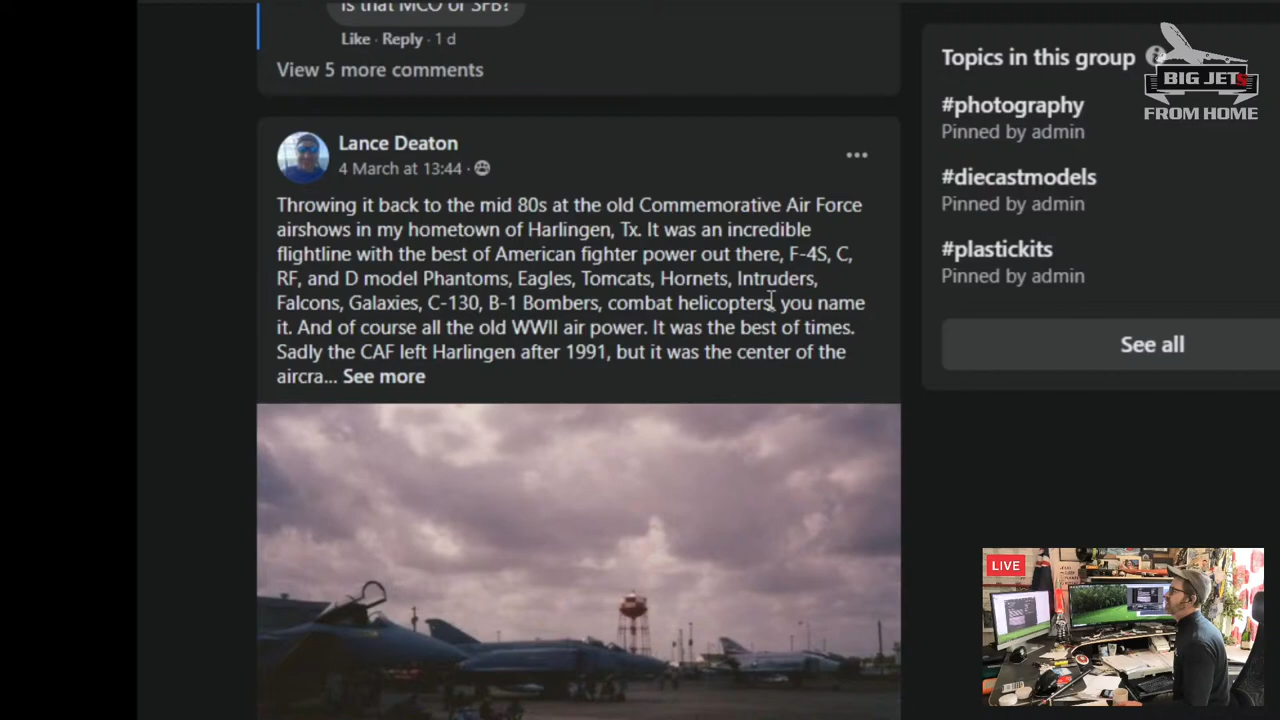 is that MCO or SFB?
Like · Reply · 1 d
View 5 more comments
Lance Deaton
4 March at 13:44 ·
Throwing it back to the mid 80s at the old Commemorative Air Force
airshows in my hometown of Harlingen, Tx. It was an incredible
flightline with the best of American fighter power out there, F-4S, C,
RF, and D model Phantoms, Eagles, Tomcats, Hornets, Intruders,
Falcons, Galaxies, C-130, B-1 Bombers, combat helicopters, you name
it. And of course all the old WWII air power. It was the best of times.
Sadly the CAF left Harlingen after 1991, but it was the center of the
aircra... See more
Topics in this group
#photography
Pinned by admin
#diecastmodels
Pinned by admin
#plastickits
Pinned by admin
See all
BIG JETs
FROM HOME
LIVE